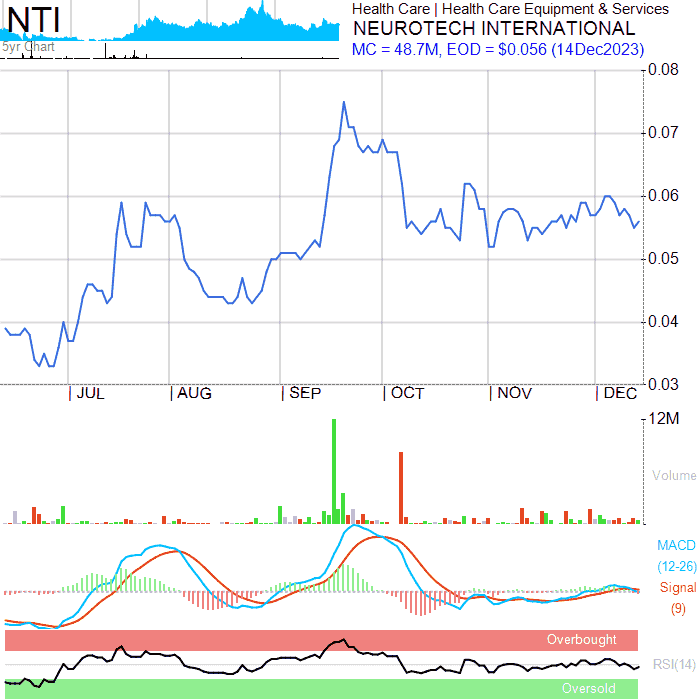 NTI
5yr Chart
Health Care | Health Care Equipment & Services
NEUROTECH INTERNATIONAL
MC = 48.7M, EOD = $0.056 (14Dec2023)
0.08
0.07
0.06
0.05
0.04
0.03
JUL AUG SEP OCT NOV DEC
12M
Volume
MACD
(12-26)
Signal
(9)
Overbought
RSI(14)
Oversold